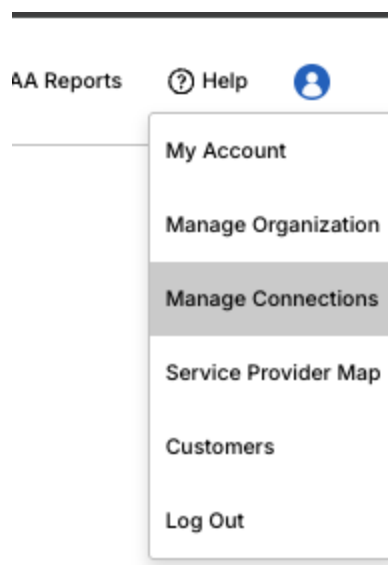 AA Reports ? Help
My Account
Manage Organization
Manage Connections
Service Provider Map
Customers
Log Out